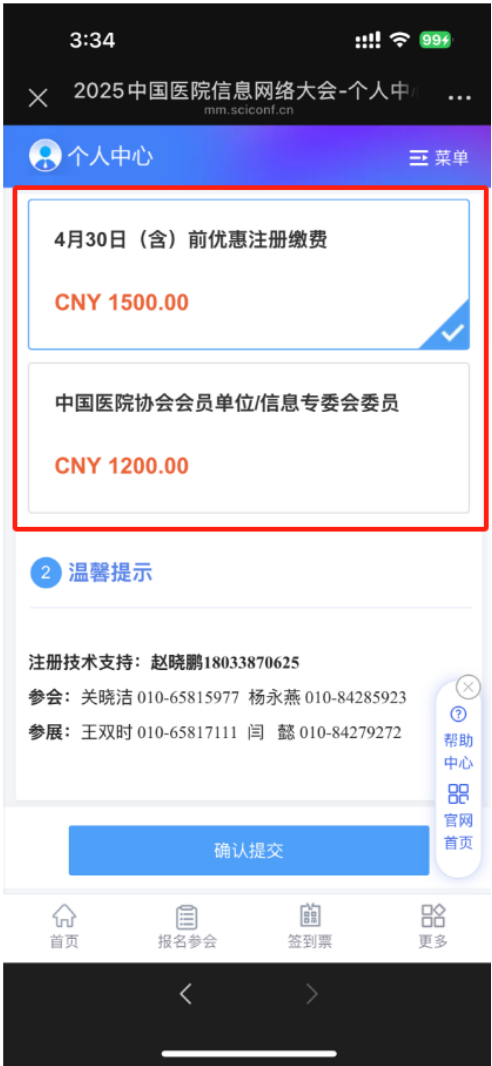 3:34
99+
2025中国医院信息网络大会-个人中
mm.sciconf.cn
个人中心
菜单
4月30日（含）前优惠注册缴费
CNY 1500.00
中国医院协会会员单位/信息专委会委员
CNY 1200.00
2 温馨提示
注册技术支持：赵晓鹏18033870625
参会：关晓洁 010-65815977 杨永燕 010-84285923
参展：王双时 010-65817111 闫 懿 010-84279272
帮助
中心
官网
首页
确认提交
首页
报名参会
签到票
更多